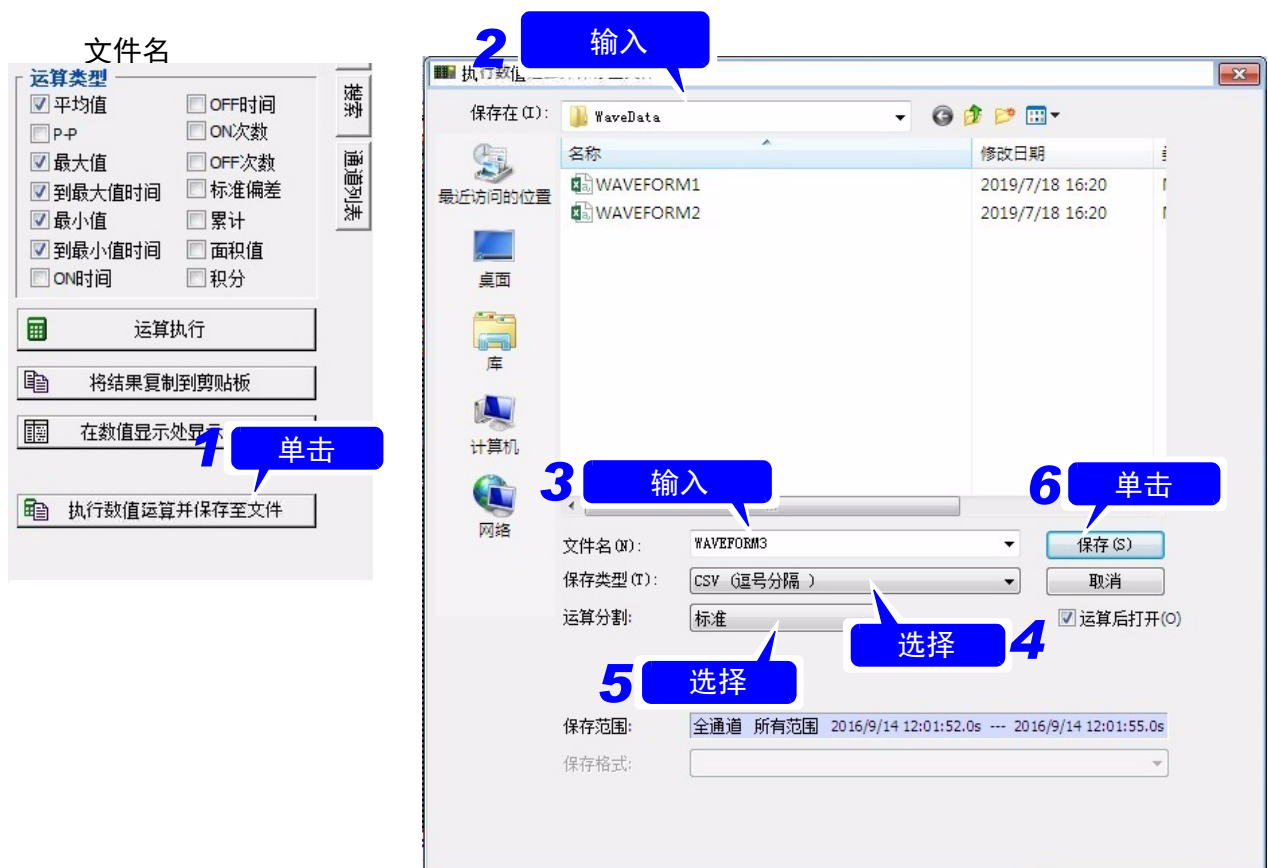 文件名
运算类型
平均值
OFF时间
P-P
ON次数
最大值
OFF次数
到最大值时间
标准偏差
最小值
累计
到最小值时间
面积值
ON时间
积分
搜索
通道列表
运算执行
将结果复制到剪贴板
在数值显示处显示
1 单击
执行数值运算并保存至文件
2 输入
执行数值
保存在(I):
WaveData
名称
修改日期
WAVEFORM1
2019/7/18 16:20
WAVEFORM2
2019/7/18 16:20
最近访问的位置
桌面
库
计算机
网络
3 输入
6 单击
文件名(N):
WAVEFORM3
保存(S)
保存类型(T):
CSV (逗号分隔 )
取消
运算分割:
标准
运算后打开(O)
选择 4
5 选择
保存范围:
全通道 所有范围 2016/9/14 12:01:52.0s --- 2016/9/14 12:01:55.0s
保存格式: